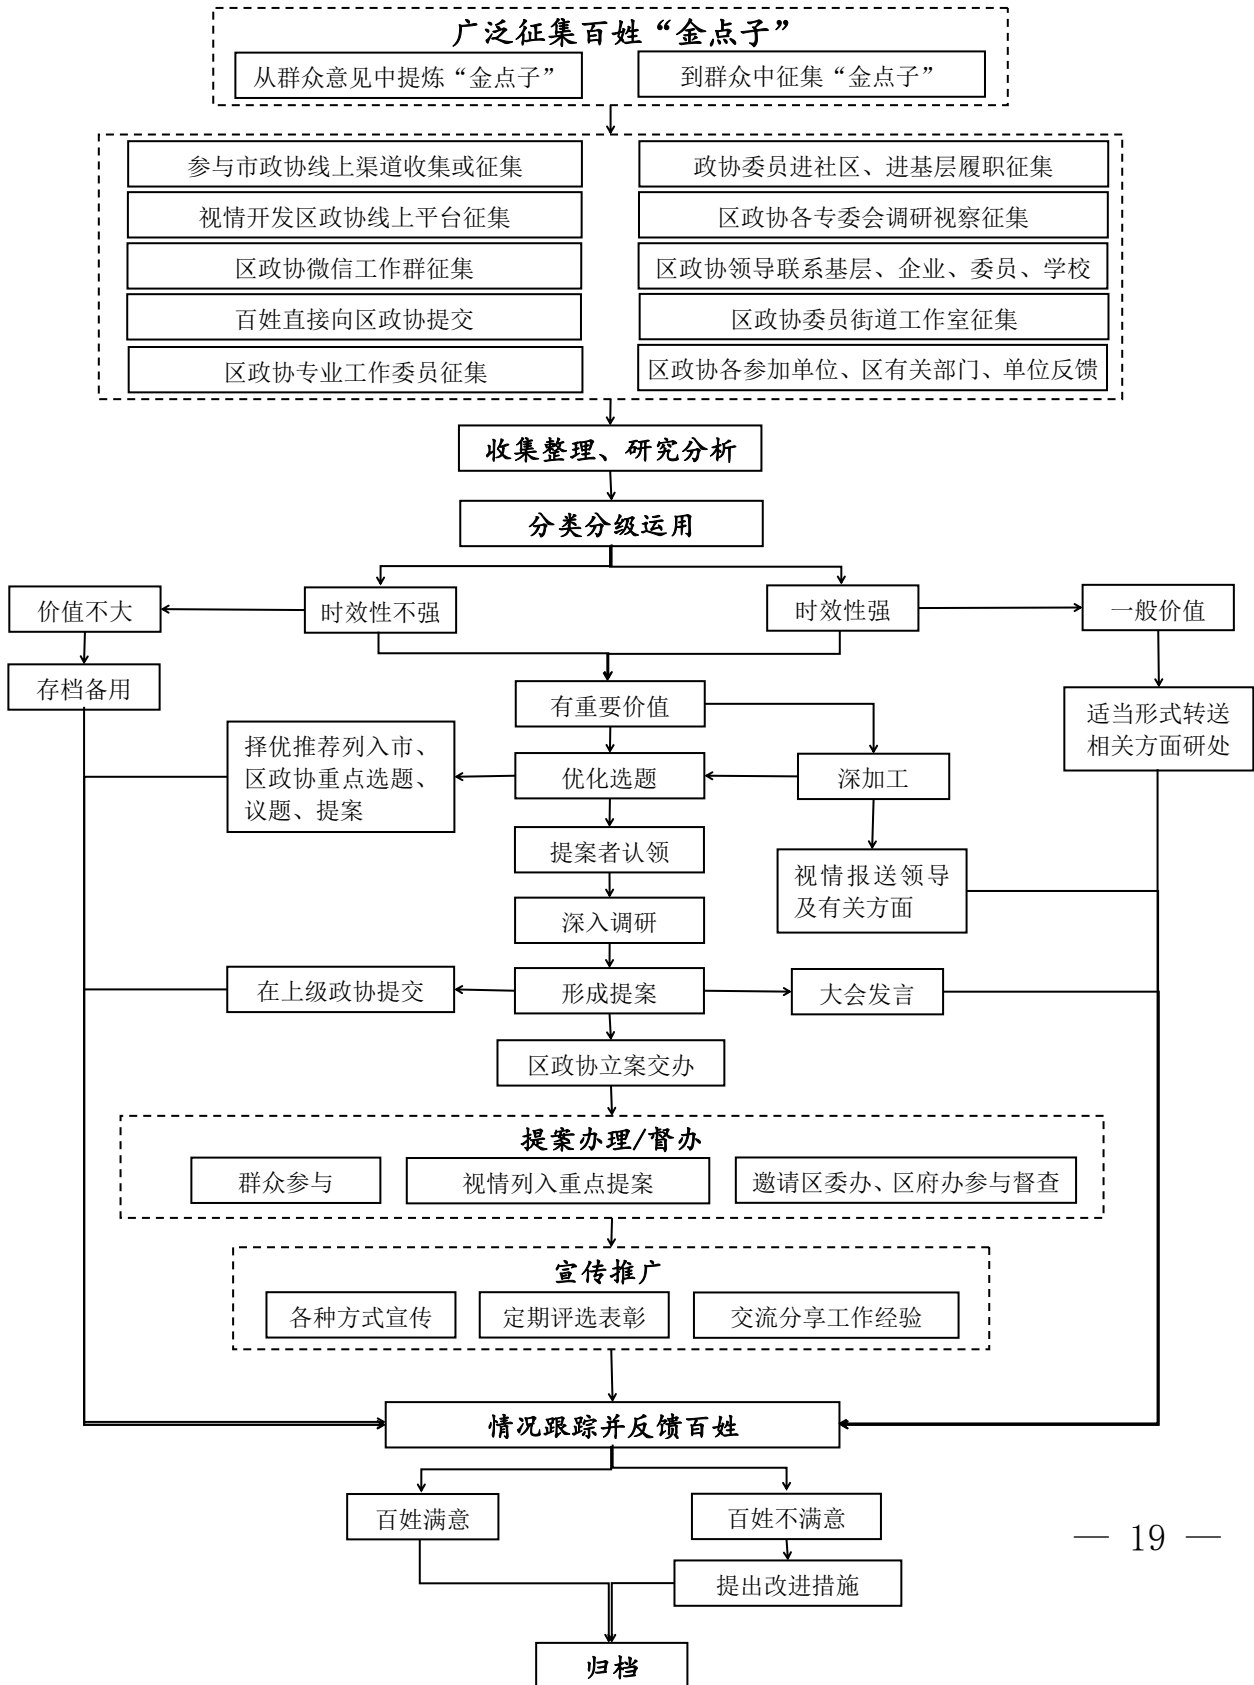 广泛征集百姓“金点子”
从群众意见中提炼“金点子”
到群众中征集“金点子”
参与市政协线上渠道收集或征集
政协委员进社区、进基层履职征集
视情开发区政协线上平台征集
区政协各专委会调研视察征集
区政协微信工作群征集
区政协领导联系基层、企业、委员、学校
百姓直接向区政协提交
区政协委员街道工作室征集
区政协专业工作委员征集
区政协各参加单位、区有关部门、单位反馈
收集整理、研究分析
分类分级运用
价值不大
时效性不强
时效性强
一般价值
存档备用
有重要价值
适当形式转送
相关方面研处
择优推荐列入市、
区政协重点选题、
议题、提案
优化选题
深加工
提案者认领
视情报送领导
及有关方面
深入调研
在上级政协提交
形成提案
大会发言
区政协立案交办
提案办理/督办
群众参与
视情列入重点提案
邀请区委办、区府办参与督查
宣传推广
各种方式宣传
定期评选表彰
交流分享工作经验
情况跟踪并反馈百姓
百姓满意
百姓不满意
— 19 —
提出改进措施
归档